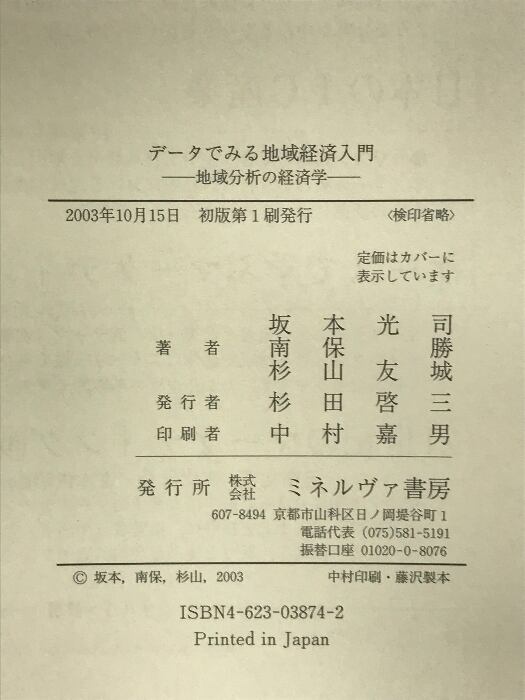 データでみる地域経済入門
――地域分析の経済学――
2003年10月15日　初版第1刷発行　〈検印省略〉
定価はカバーに
表示しています
坂本光司
著者　南保勝
杉山友城
発行者　杉田啓三
印刷者　中村嘉男
発行所　株式会社　ミネルヴァ書房
607-8494 京都市山科区日ノ岡堤谷町1
電話代表 (075)581-5191
振替口座 01020-0-8076
© 坂本, 南保, 杉山, 2003　中村印刷・藤沢製本
ISBN4-623-03874-2
Printed in Japan